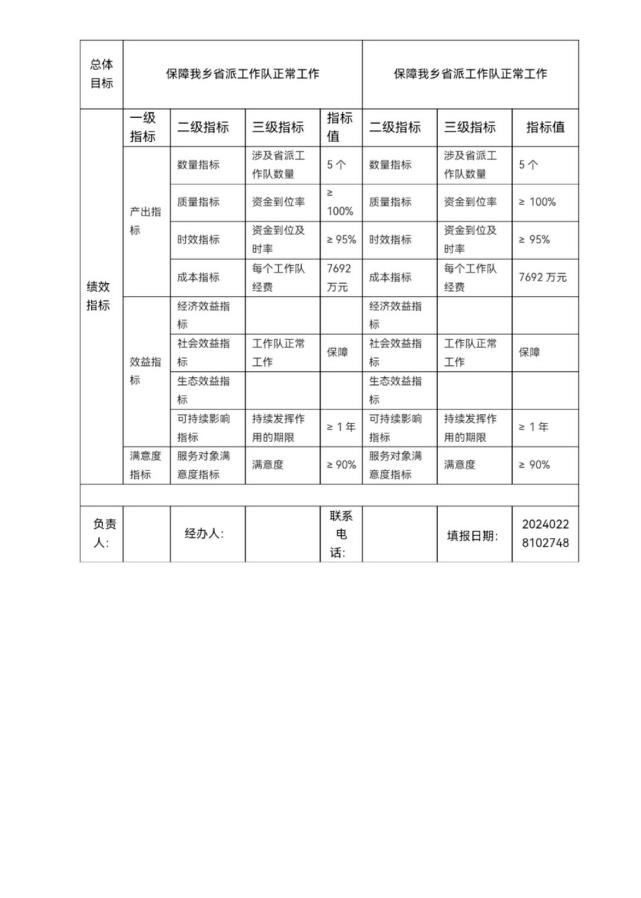 总体
目标
保障我乡省派工作队正常工作
保障我乡省派工作队正常工作
绩效
指标
一级
指标
二级指标
三级指标
指标
值
二级指标
三级指标
指标值
产出指
标
数量指标
涉及省派工
作队数量
5 个
数量指标
涉及省派工
作队数量
5 个
质量指标
资金到位率
≥
100%
质量指标
资金到位率
≥ 100%
时效指标
资金到位及
时率
≥ 95%
时效指标
资金到位及
时率
≥ 95%
成本指标
每个工作队
经费
7692
万元
成本指标
每个工作队
经费
7692 万元
效益指
标
经济效益指
标
经济效益指
标
社会效益指
标
工作队正常
工作
保障
社会效益指
标
工作队正常
工作
保障
生态效益指
标
生态效益指
标
可持续影响
指标
持续发挥作
用的期限
≥ 1 年
可持续影响
指标
持续发挥作
用的期限
≥ 1 年
满意度
指标
服务对象满
意度指标
满意度
≥ 90%
服务对象满
意度指标
满意度
≥ 90%
负责
人：
经办人：
联系
电
话：
填报日期：
2024022
8102748